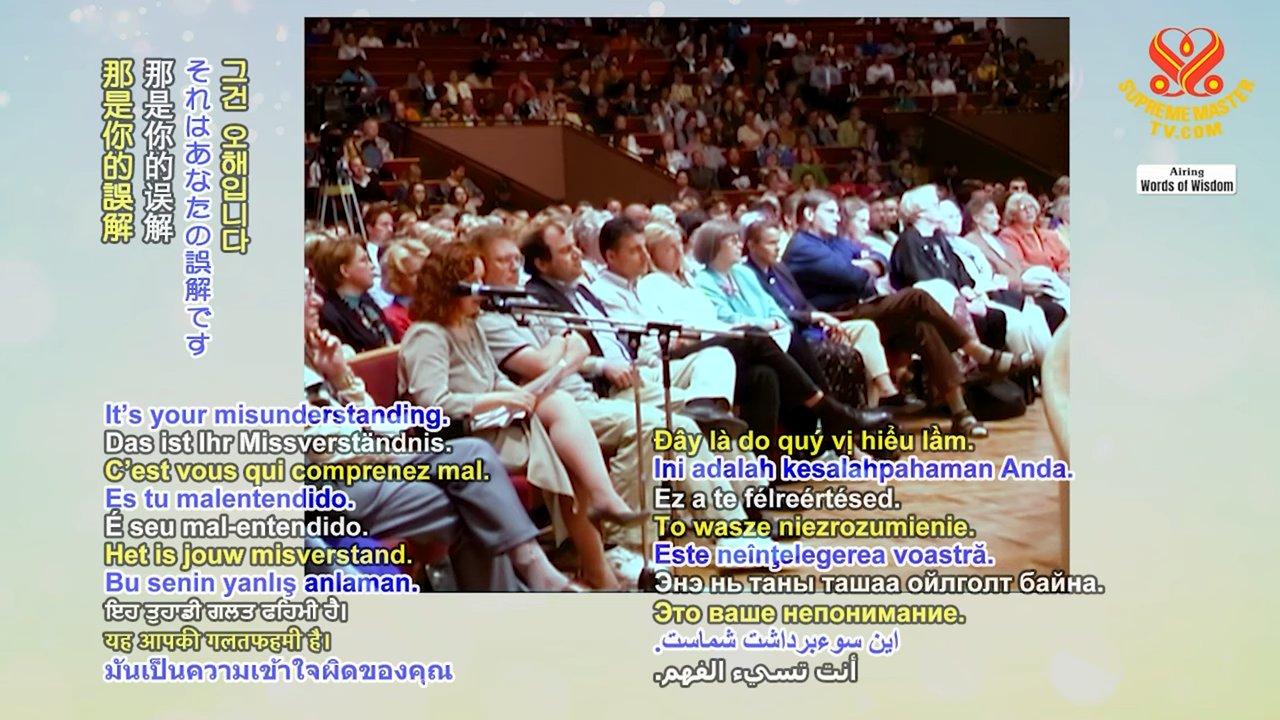 그건 오해입니다
それはあなたの誤解です
那是你的误解
那是你的誤解
SUPREME MASTER
TV.COM
Airing
Words of Wisdom
It’s your misunderstanding.
Das ist Ihr Missverständnis.
C’est vous qui comprenez mal.
Es tu malentendido.
É seu mal-entendido.
Het is jouw misverstand.
Bu senin yanlış anlaman.
ਇਹ ਤੁਹਾਡੀ ਗਲਤ ਫਹਿਮੀ ਹੈ।
यह आपकी गलतफहमी है।
มันเป็นความเข้าใจผิดของคุณ
Đây là do quý vị hiểu lầm.
Ini adalah kesalahpahaman Anda.
Ez a te félreértésed.
To wasze niezrozumienie.
Este neînţelegerea voastră.
Энэ нь таны ташаа ойлголт байна.
Это ваше непонимание.
این سوءبرداشت شماست.
أنت تسيء الفهم.